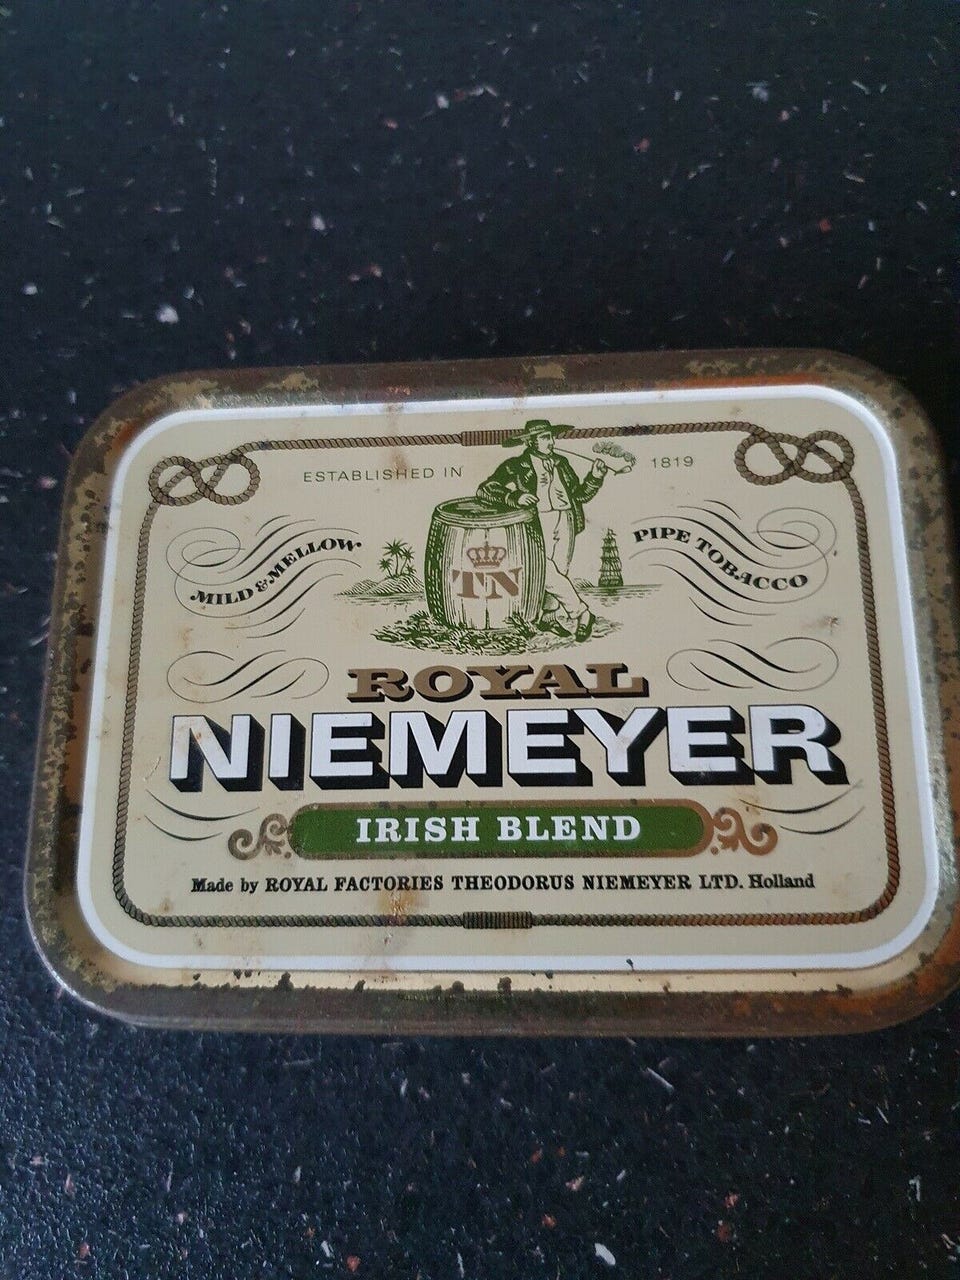 ESTABLISHED IN 1819
MILD & MELLOW
PIPE TOBACCO
TN
ROYAL
NIEMEYER
IRISH BLEND
Made by ROYAL FACTORIES THEODORUS NIEMEYER LTD. Holland